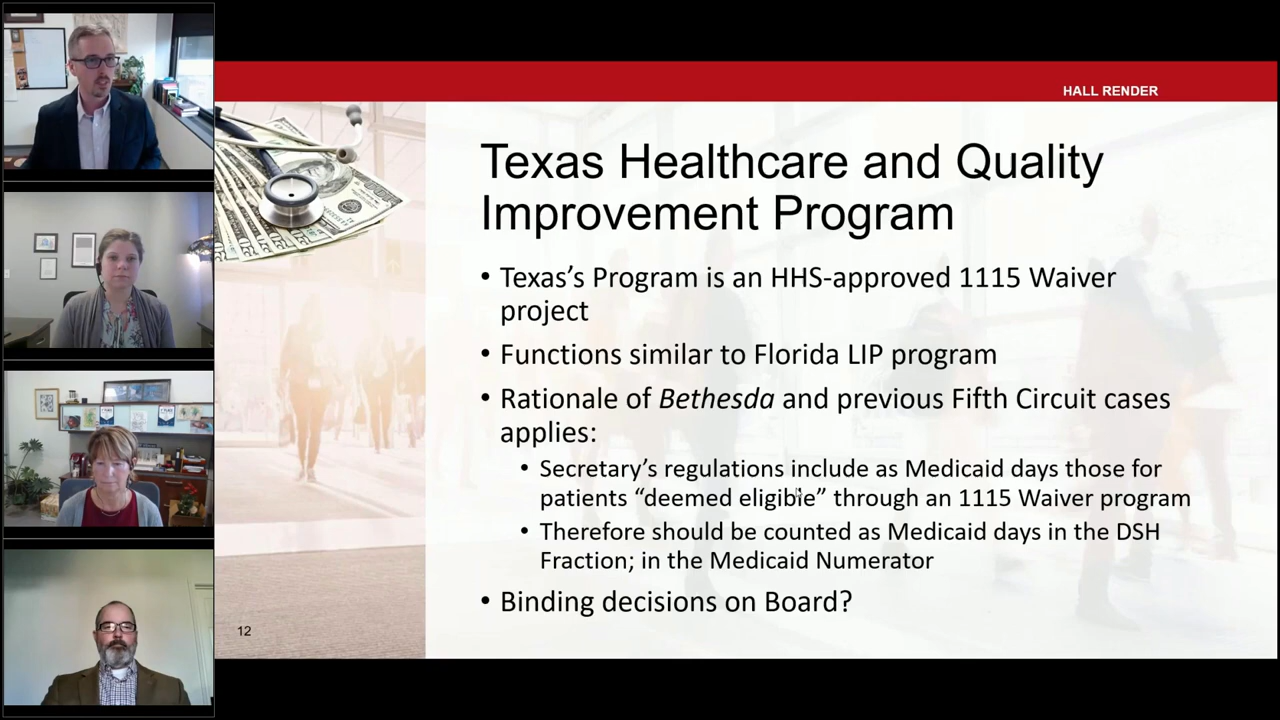 HALL RENDER
Texas Healthcare and Quality
Improvement Program
• Texas's Program is an HHS-approved 1115 Waiver
project
• Functions similar to Florida LIP program
• Rationale of Bethesda and previous Fifth Circuit cases
applies:
• Secretary's regulations include as Medicaid days those for
patients “deemed eligible” through an 1115 Waiver program
• Therefore should be counted as Medicaid days in the DSH
Fraction; in the Medicaid Numerator
• Binding decisions on Board?
12